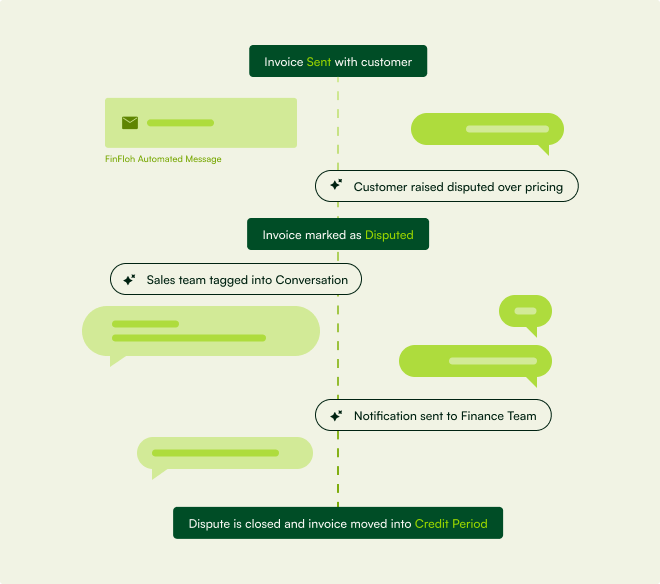 Invoice Sent with customer
FinFloh Automated Message
Customer raised disputed over pricing
Invoice marked as Disputed
Sales team tagged into Conversation
Notification sent to Finance Team
Dispute is closed and invoice moved into Credit Period